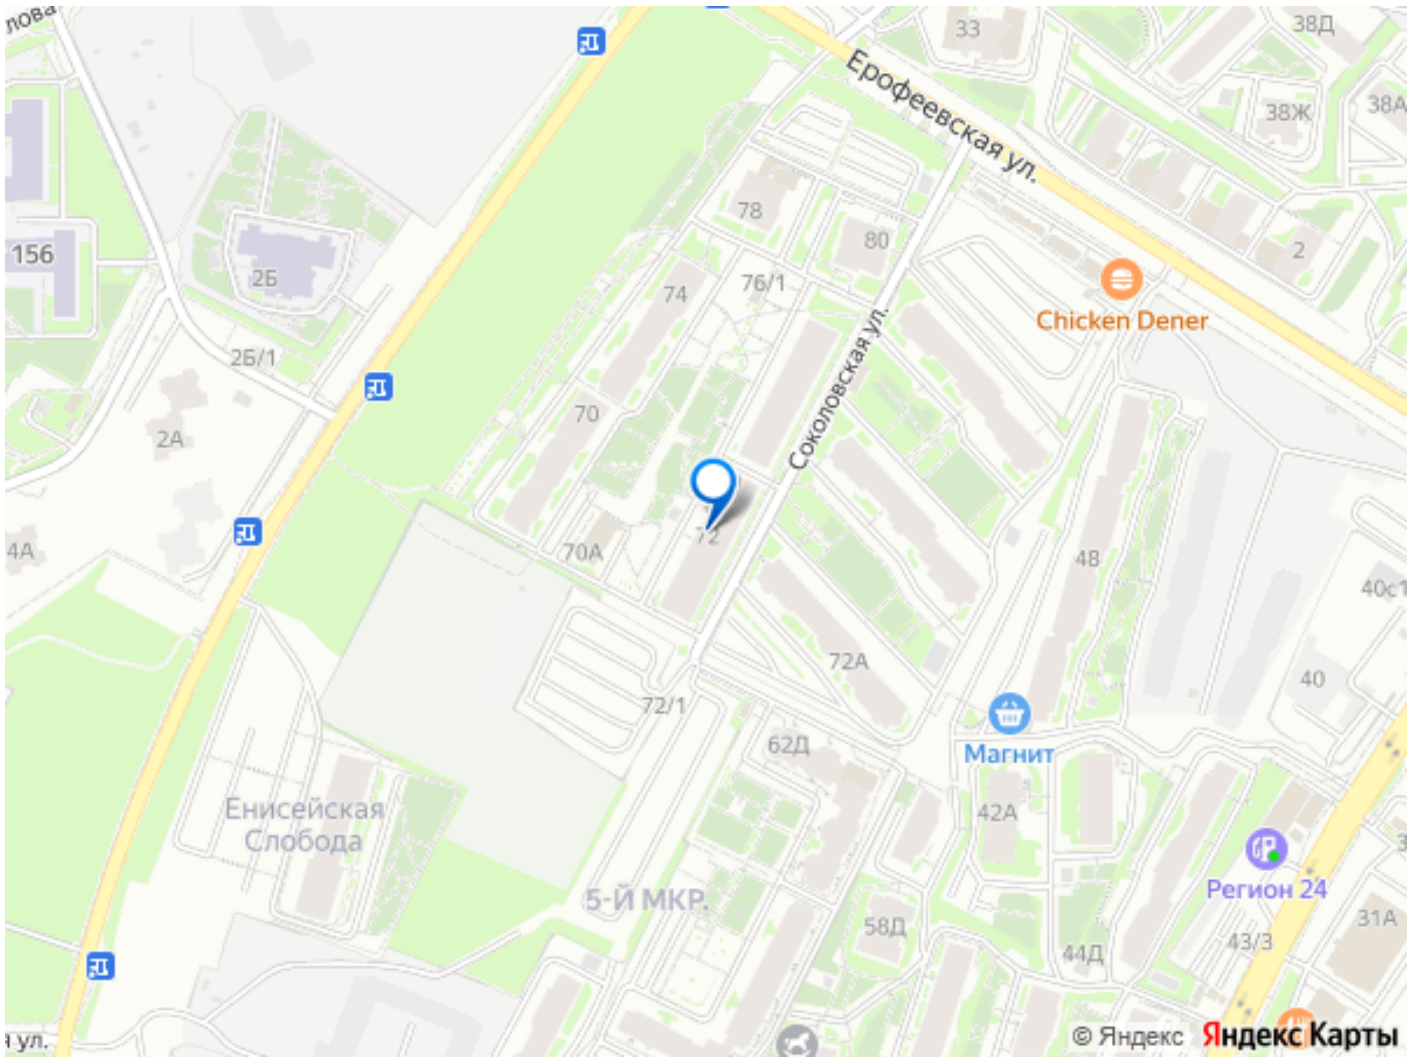 лова
33
38Д
Ерофеевская ул.
38Ж
38А
156
2Б
78
80
2
74
76/1
Chicken Dener
2Б/1
Соколовская ул.
70
2А
72
4А
70А
48
40с1
72А
40
72/1
62Д
Магнит
Енисейская
Слобода
42А
Регион 24
5-Й МКР.
58Д
31А
43/3
44Д
ул.
© Яндекс
Яндекс Карты